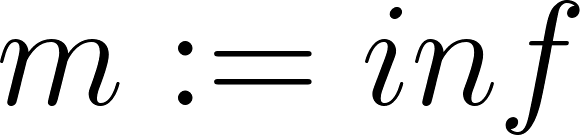 m := inf